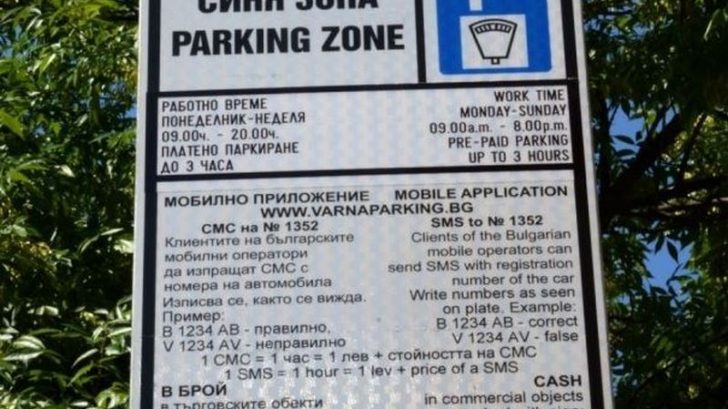 СИНЯ ЗОНА
PARKING ZONE
РАБОТНО ВРЕМЕ
ПОНЕДЕЛНИК-НЕДЕЛЯ
09.00ч. - 20.00ч.
ПЛАТЕНО ПАРКИРАНЕ
ДО 3 ЧАСА
WORK TIME
MONDAY-SUNDAY
09.00a.m. - 8.00p.m.
PRE-PAID PARKING
UP TO 3 HOURS
МОБИЛНО ПРИЛОЖЕНИЕ MOBILE APPLICATION
WWW.VARNAPARKING.BG
СМС на № 1352
Клиентите на българските
мобилни оператори
да изпращат СМС с
номера на автомобила
Изписва се, както се вижда.
Пример:
В 1234 АВ - правилно,
V 1234 AV - неправилно
SMS to № 1352
Clients of the Bulgarian
mobile operators can
send SMS with registration
number of the car
Write numbers as seen
on plate. Example:
B 1234 AB - correct
V 1234 AV - false
1 СМС = 1 час = 1 лев + стойността на СМС
1 SMS = 1 hour = 1 lev + price of a SMS
В БРОЙ
в търговските обекти
CASH
in commercial objects